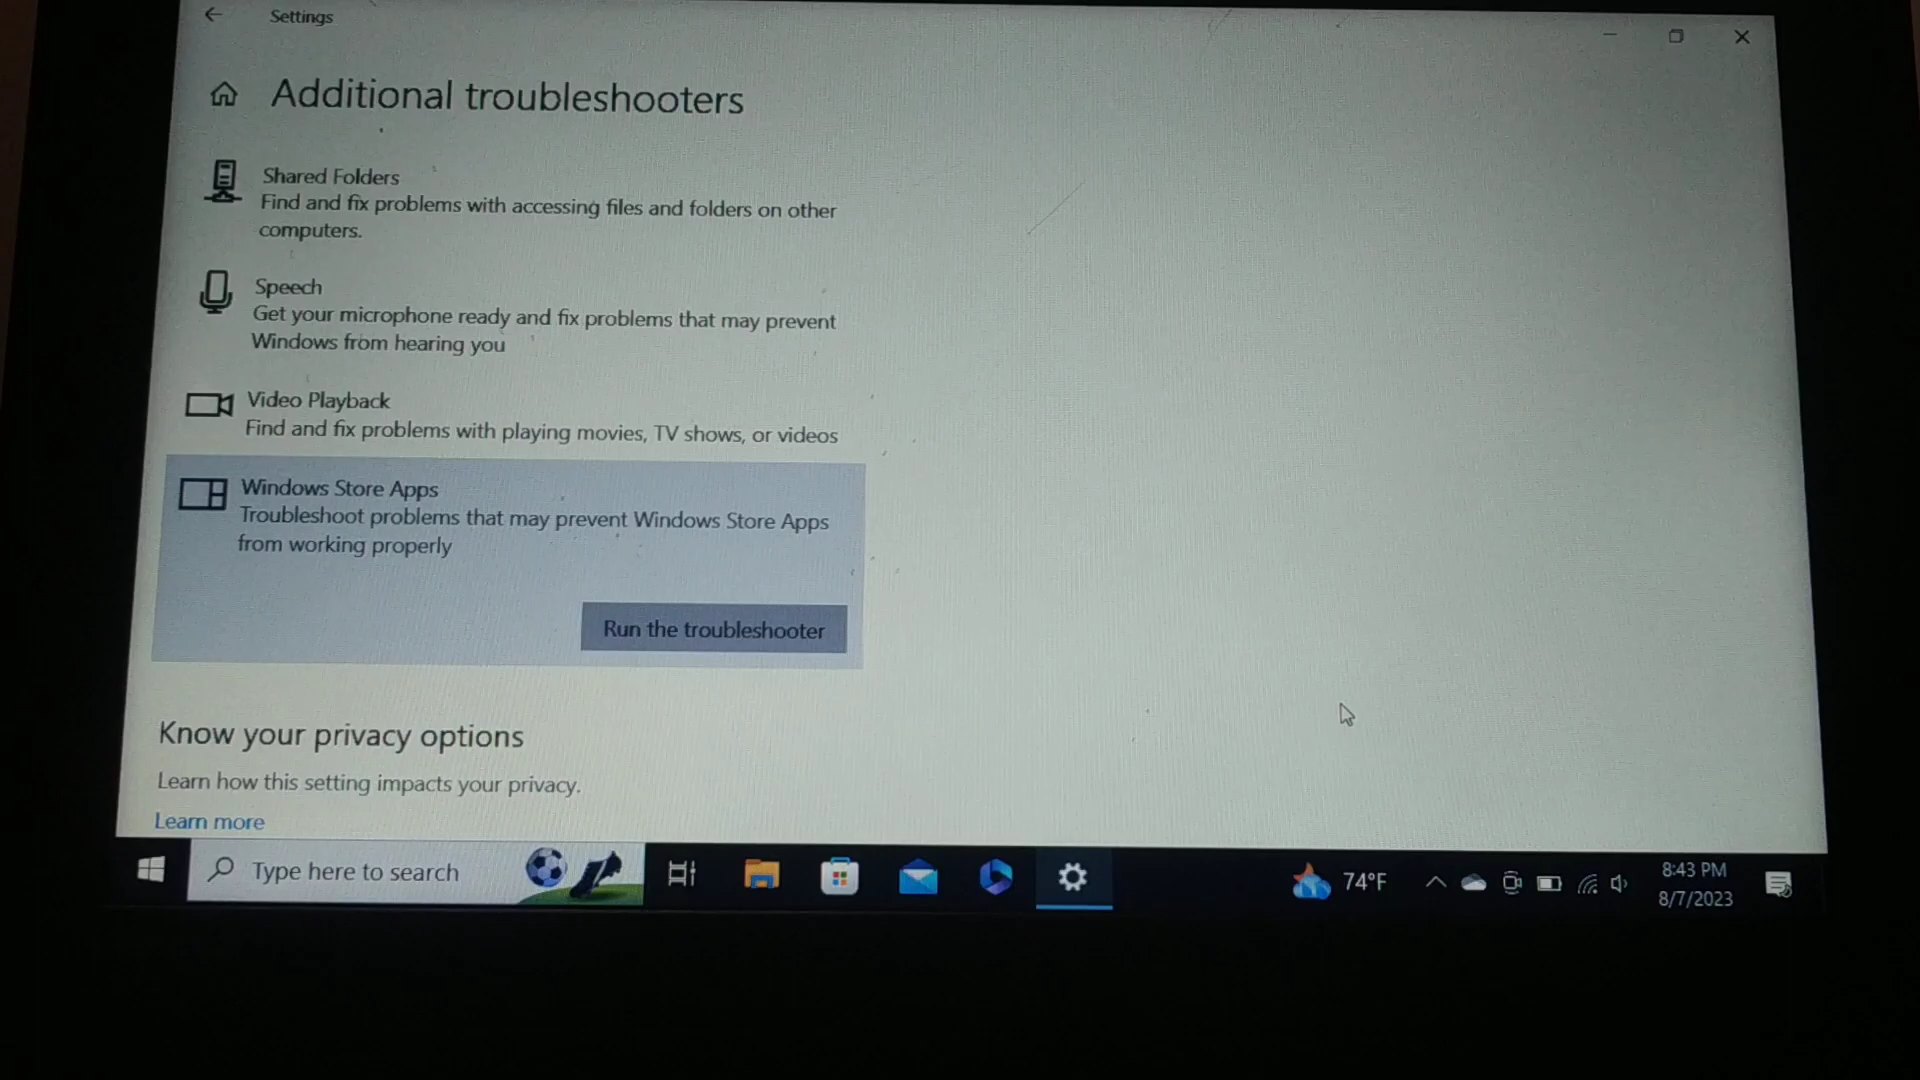 Settings
Additional troubleshooters
Shared Folders
Find and fix problems with accessing files and folders on other
computers.
Speech
Get your microphone ready and fix problems that may prevent
Windows from hearing you
Video Playback
Find and fix problems with playing movies, TV shows, or videos
Windows Store Apps
Troubleshoot problems that may prevent Windows Store Apps
from working properly
Run the troubleshooter
Know your privacy options
Learn how this setting impacts your privacy.
Learn more
Type here to search
74°F
8:43 PM
8/7/2023